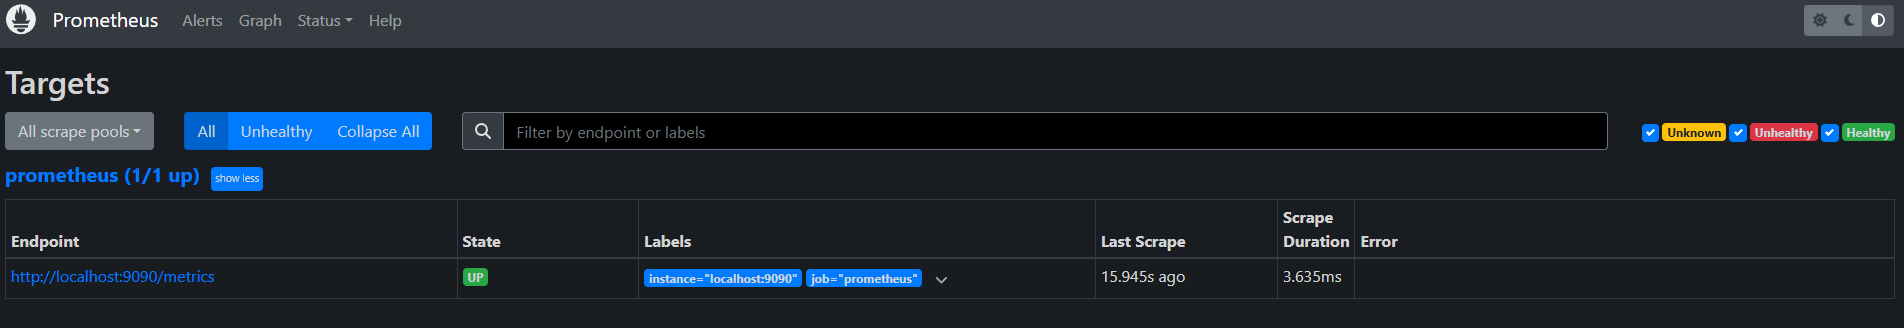 Prometheus Alerts Graph Status Help
Targets
All scrape pools All Unhealthy Collapse All Filter by endpoint or labels Unknown Unhealthy Healthy
prometheus (1/1 up) show less
Endpoint State Labels Last Scrape Scrape Duration Error
http://localhost:9090/metrics UP instance="localhost:9090" job="prometheus" 15.945s ago 3.635ms